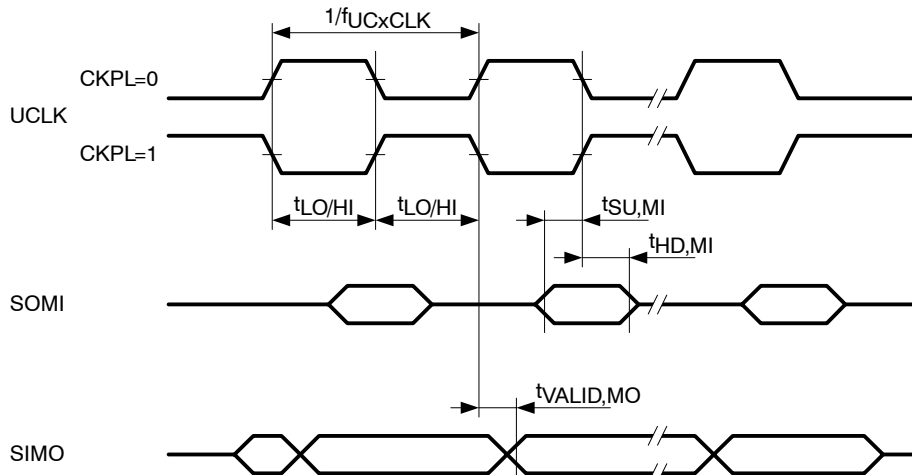 1/fUCxCLK
CKPL=0
UCLK
CKPL=1
tLO/HI tLO/HI tSU,MI
tHD,MI
SOMI
tVALID,MO
SIMO